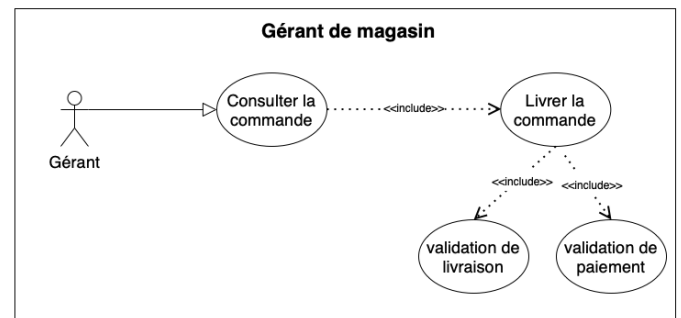 Gérant de magasin
Consulter la
commande
<<include>>
Livrer la
commande
Gérant
<<include>>
<<include>>
validation de
livraison
validation de
paiement